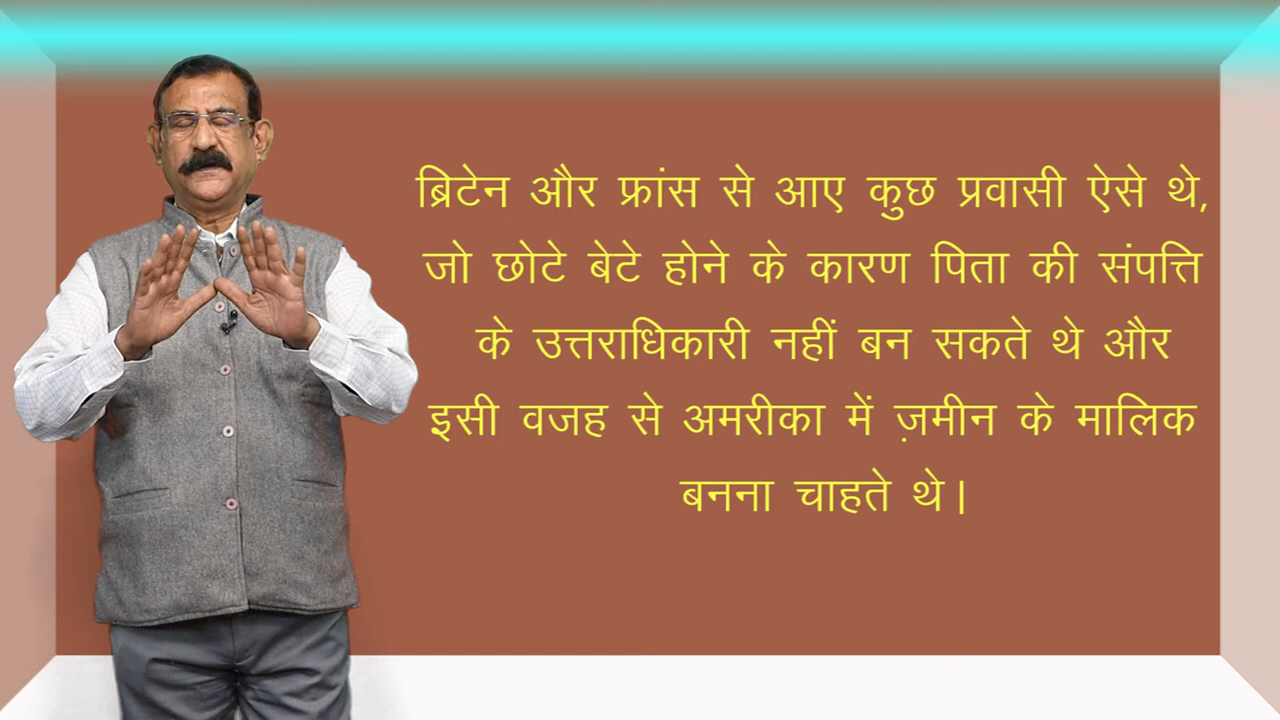 ब्रिटेन और फ्रांस से आए कुछ प्रवासी ऐसे थे,
जो छोटे बेटे होने के कारण पिता की संपत्ति
के उत्तराधिकारी नहीं बन सकते थे और
इसी वजह से अमरीका में ज़मीन के मालिक
बनना चाहते थे।